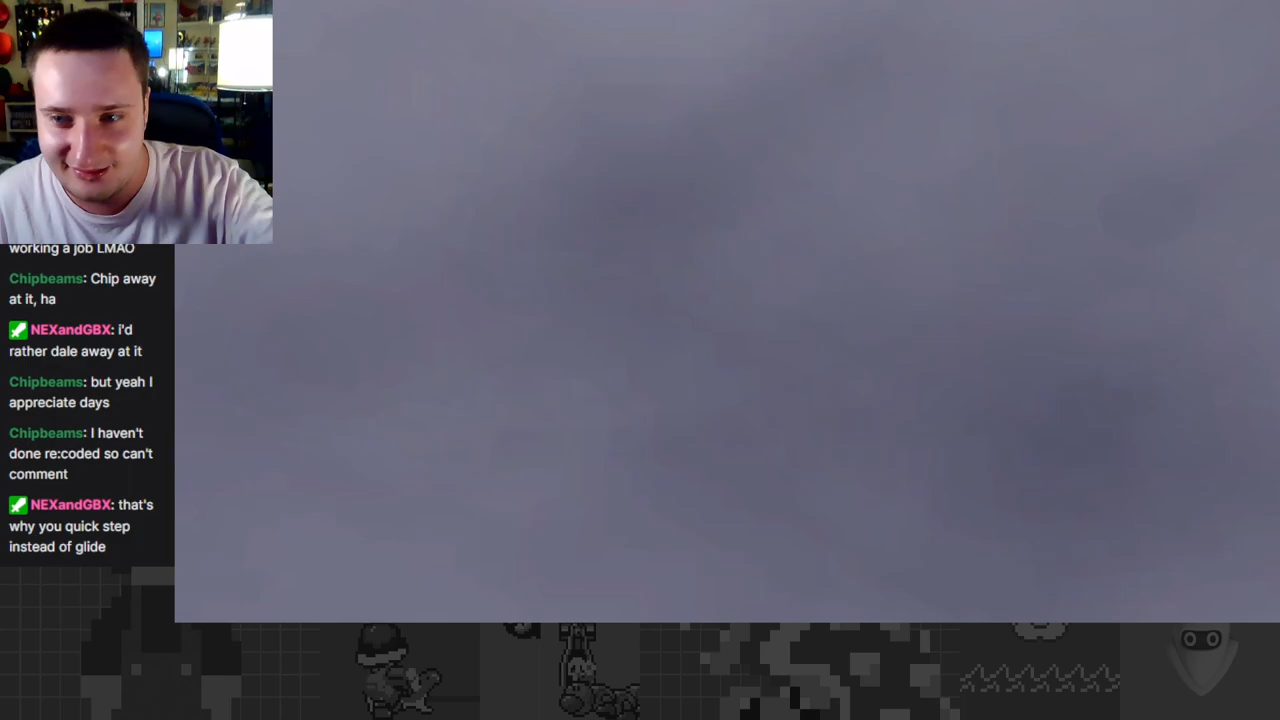 working a job LMAO
Chipbeams: Chip away
at it, ha
NEXandGBX: i'd
rather dale away at it
Chipbeams: but yeah I
appreciate days
Chipbeams: I haven't
done re:coded so can't
comment
NEXandGBX: that's
why you quick step
instead of glide